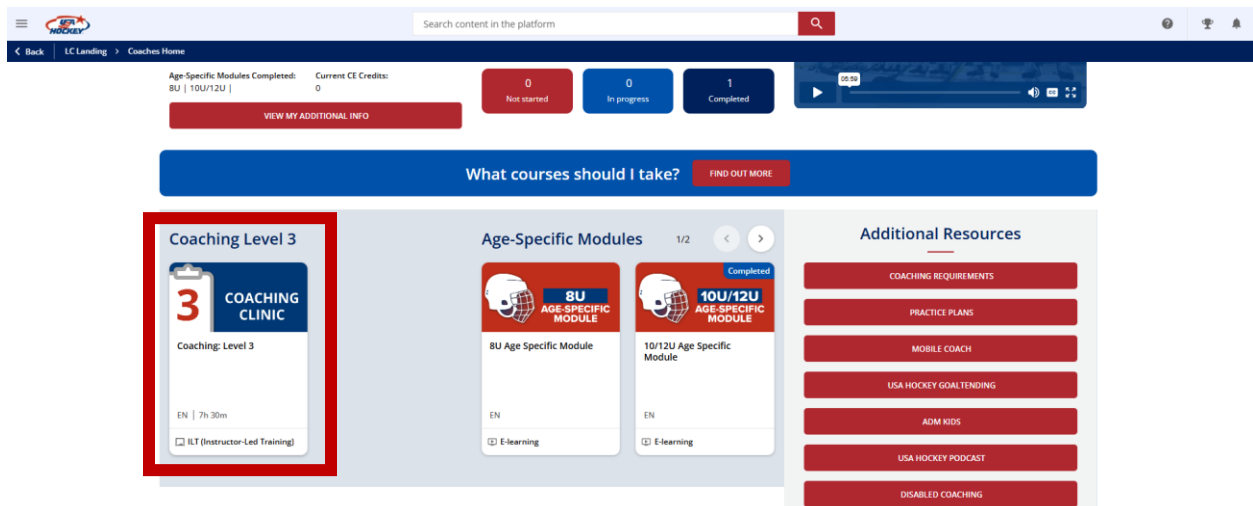 USA
HOCKEY
Search content in the platform
Back
LC Landing > Coaches Home
Age-Specific Modules Completed:
8U | 10U/12U |
Current CE Credits:
0
VIEW MY ADDITIONAL INFO
0
Not started
0
In progress
1
Completed
05:59
CC
What courses should I take?
FIND OUT MORE
Coaching Level 3
3
COACHING
CLINIC
Coaching: Level 3
EN | 7h 30m
ILT (Instructor-Led Training)
Age-Specific Modules
1/2
8U
AGE-SPECIFIC
MODULE
8U Age Specific Module
EN
E-learning
Completed
10U/12U
AGE-SPECIFIC
MODULE
10/12U Age Specific
Module
EN
E-learning
Additional Resources
COACHING REQUIREMENTS
PRACTICE PLANS
MOBILE COACH
USA HOCKEY GOALTENDING
ADM KIDS
USA HOCKEY PODCAST
DISABLED COACHING